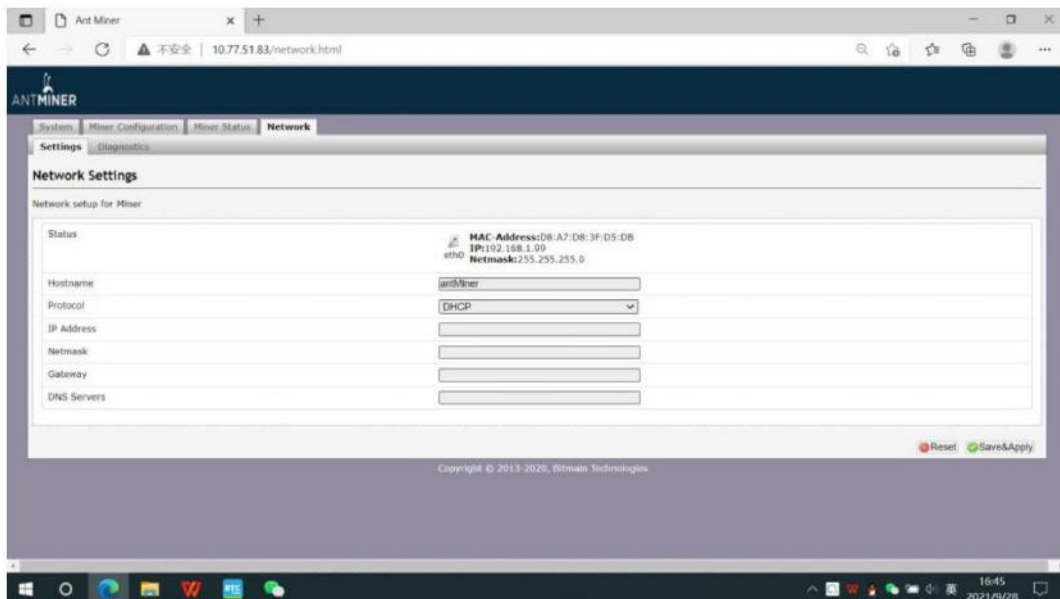 Ant Miner
不安全 | 10.77.51.83/network.html
ANTMINER
System Miner Configuration Miner Status Network
Settings Diagnostics
Network Settings
Network setup for Miner
Status
MAC-Address:D8:A7:D8:3F:D5:DB
IP:192.168.1.99
eth0 Netmask:255.255.255.0
Hostname antMiner
Protocol DHCP
IP Address
Netmask
Gateway
DNS Servers
Reset Save&Apply
Copyright © 2013-2020, Bitmain Technologies
英 16:45
2021/9/28